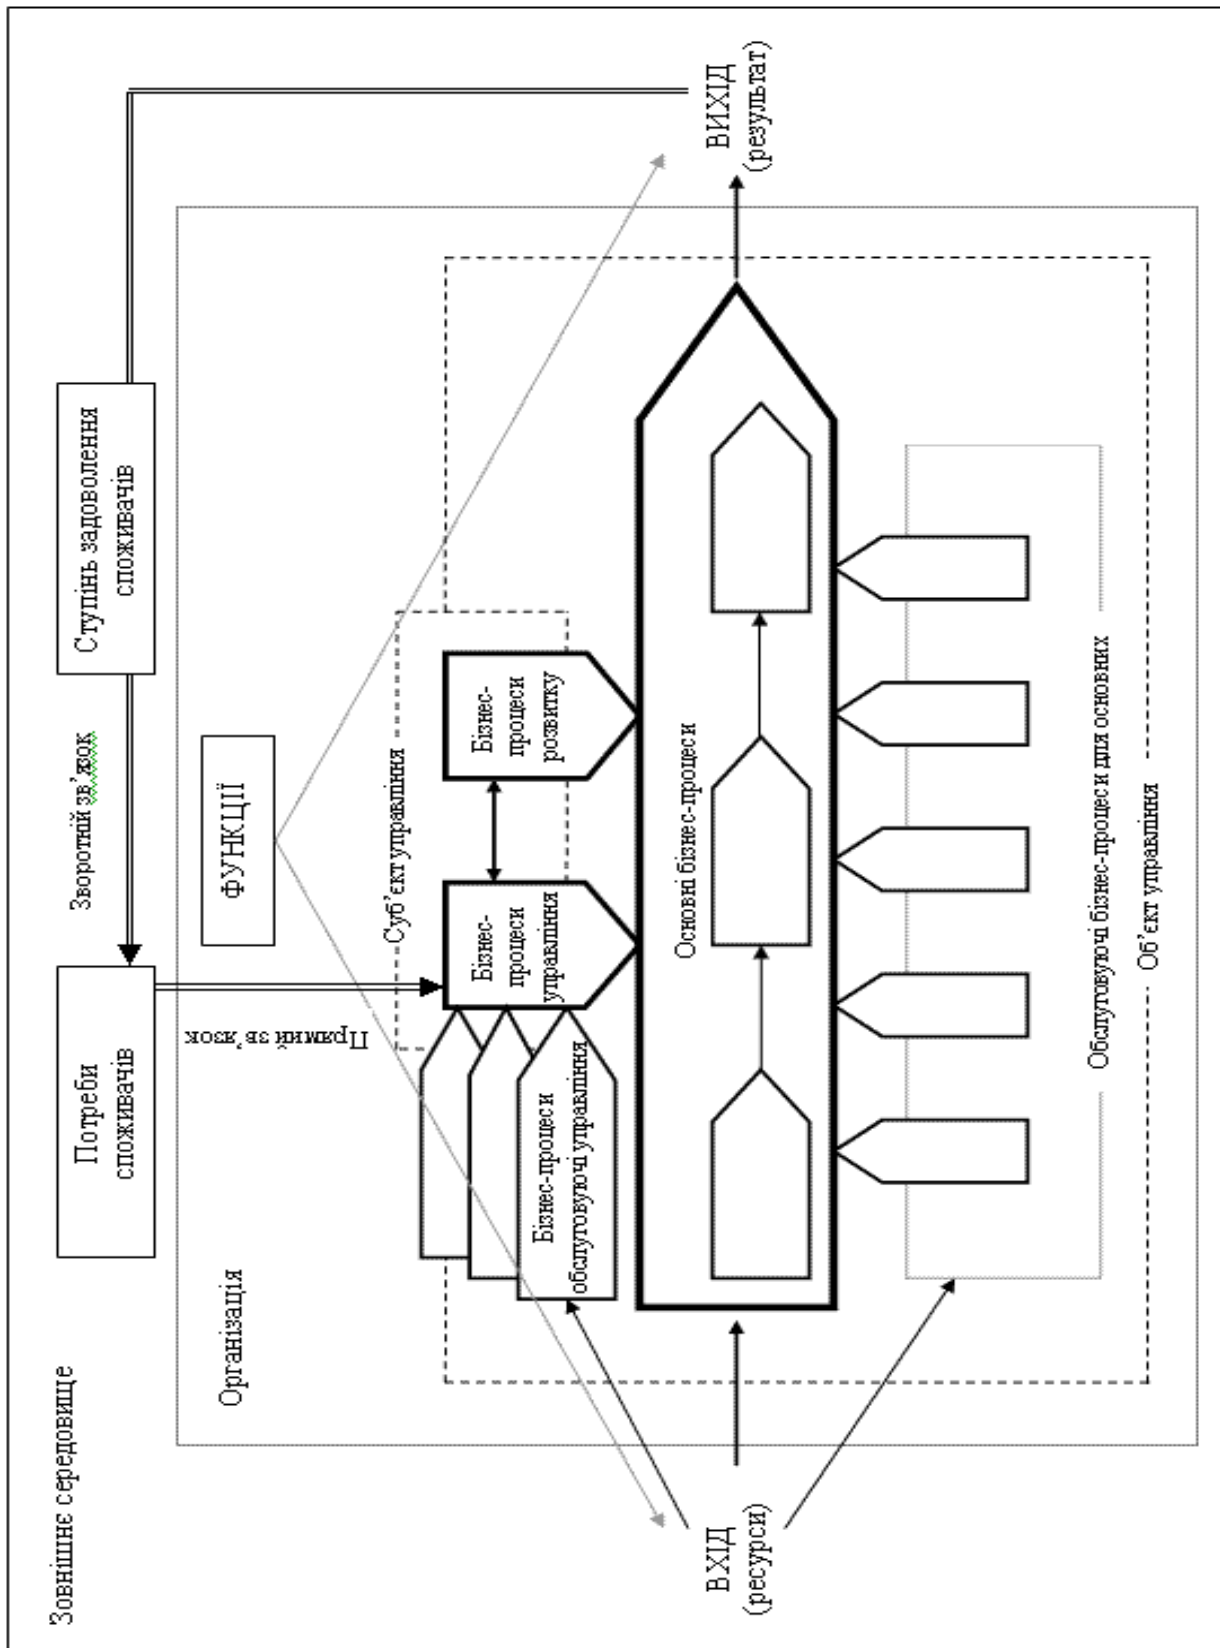 Зовнішнє середовище
Потреби
споживачів
Зворотній зв’язок
Ступінь задоволення
споживачів
Організація
ФУНКЦІЇ
Прямий зв’язок
Суб’єкт управління
Бізнес-
процеси
управління
Бізнес-
процеси
розвитку
Бізнес-процеси
обслуговуючі управління
Основні бізнес-процеси
ВХІД
(ресурси)
ВИХІД
(результат)
Обслуговуючі бізнес-процеси для основних
Об’єкт управління